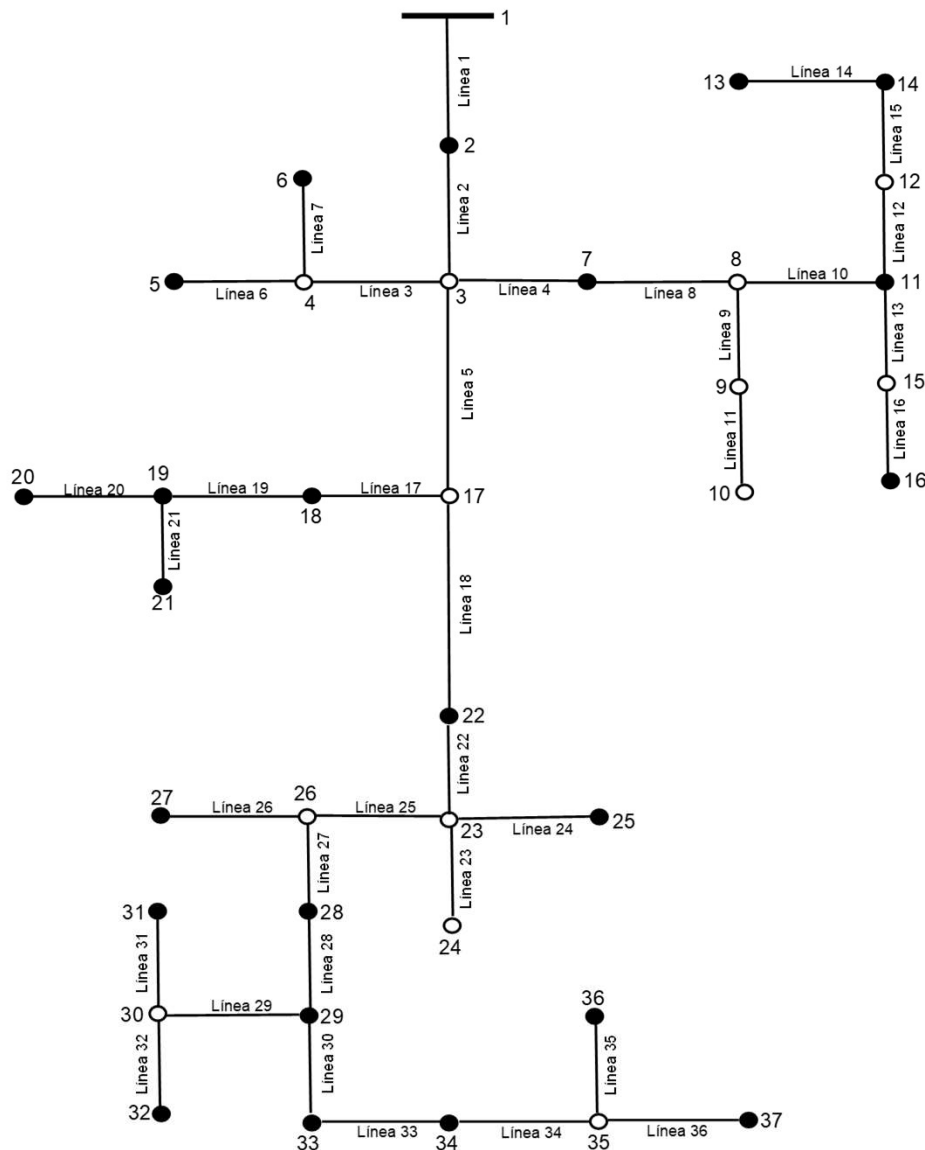 1
Línea 1
2
Línea 2
13
Línea 14
14
Línea 15
12
Línea 12
6
Línea 7
5
Línea 6
4
Línea 3
3
Línea 4
7
Línea 8
8
Línea 10
11
Línea 9
Línea 13
9
15
Línea 11
Línea 16
10
16
Línea 5
20
Línea 20
19
Línea 19
18
Línea 17
17
Línea 21
21
Línea 18
22
Línea 22
27
Línea 26
26
Línea 25
23
Línea 24
25
Línea 27
Línea 23
24
31
28
Línea 31
Línea 28
30
Línea 29
29
36
Línea 32
Línea 30
Línea 35
32
33
Línea 33
34
Línea 34
35
Línea 36
37